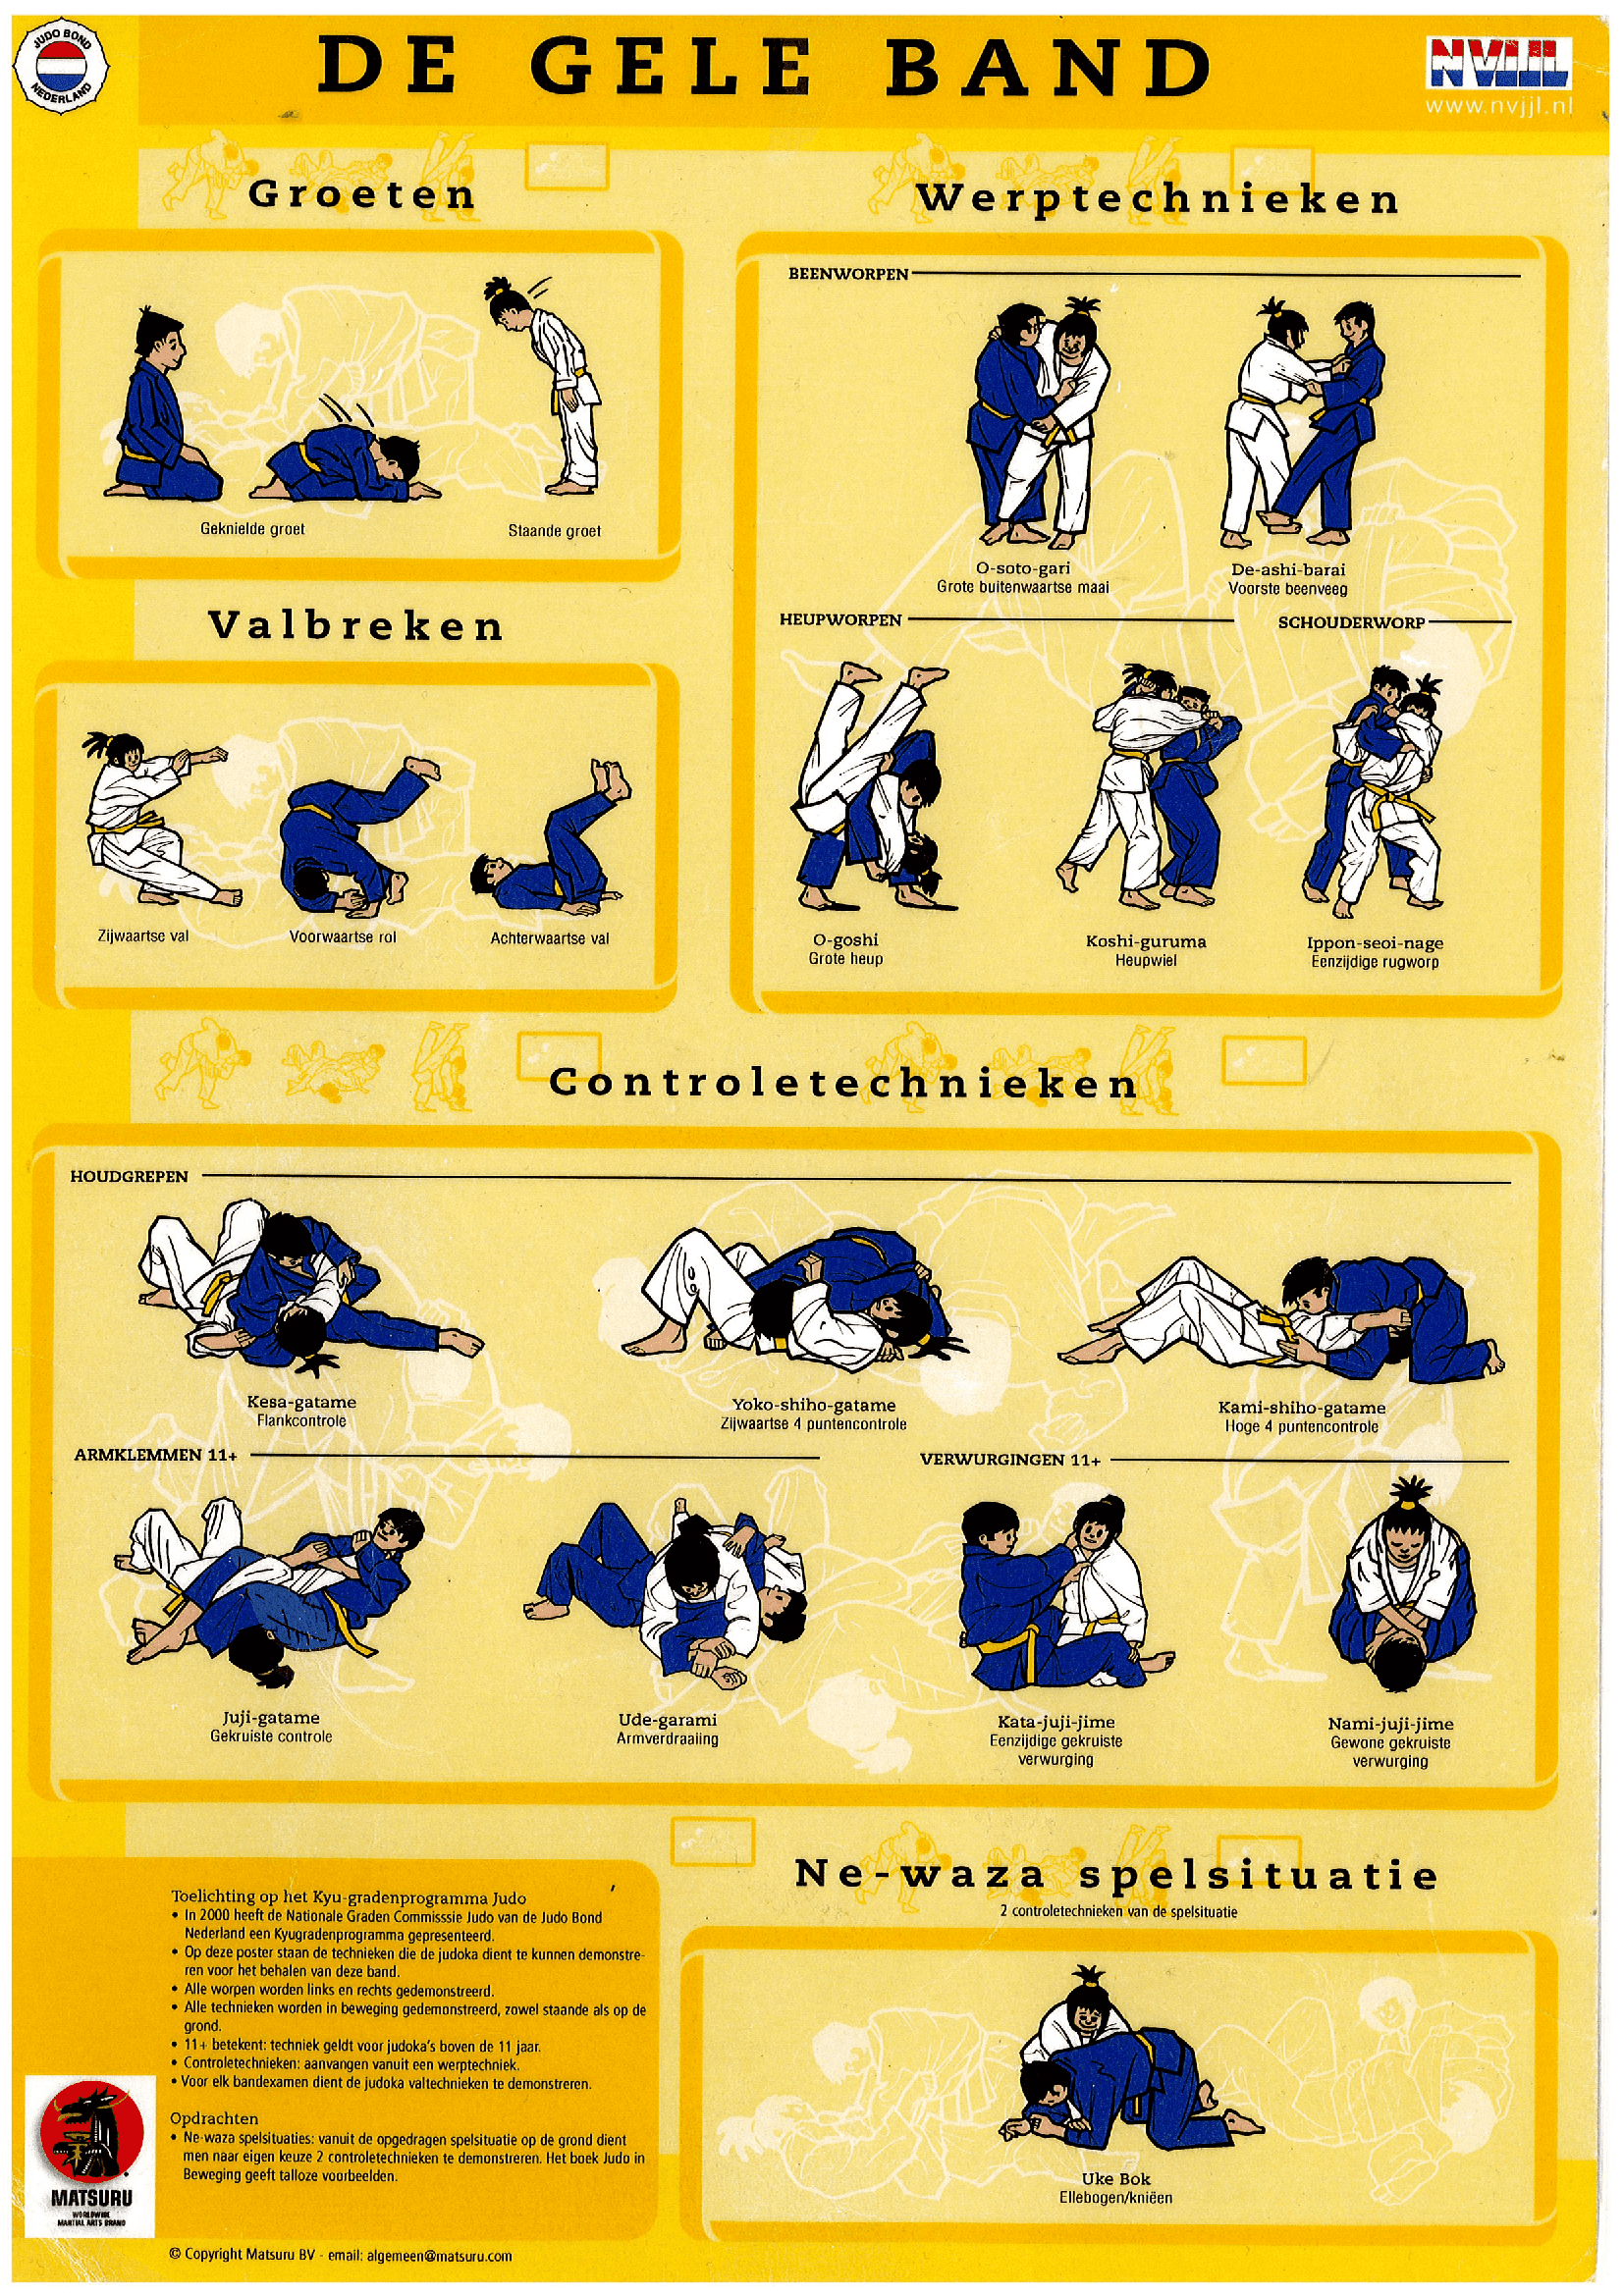 JUDO BOND
NEDERLAND
DE GELE BAND
NVJJL
www.nvjjl.nl
Groeten
Geknielde groet
Staande groet
Valbreken
Zijwaartse val
Voorwaartse rol
Achterwaartse val
Werptechnieken
BEENWORPEN
O-soto-gari
Grote buitenwaartse maai
De-ashi-barai
Voorste beenveeg
HEUPWORPEN
SCHOUDERWORP
O-goshi
Grote heup
Koshi-guruma
Heupwiel
Ippon-seoi-nage
Eenzijdige rugworp
Controletechnieken
HOUDGREPEN
Kesa-gatame
Flankcontrole
Yoko-shiho-gatame
Zijwaartse 4 puntencontrole
Kami-shiho-gatame
Hoge 4 puntencontrole
ARMKLEMMEN 11+
VERWURGINGEN 11+
Juji-gatame
Gekruiste controle
Ude-garami
Armverdraaiing
Kata-juji-jime
Eenzijdige gekruiste
verwurging
Nami-juji-jime
Gewone gekruiste
verwurging
Toelichting op het Kyu-gradenprogramma Judo
• In 2000 heeft de Nationale Graden Commisssie Judo van de Judo Bond
Nederland een Kyugradenprogramma gepresenteerd.
• Op deze poster staan de technieken die de judoka dient te kunnen demonstre-
ren voor het behalen van deze band.
• Alle worpen worden links en rechts gedemonstreerd.
• Alle technieken worden in beweging gedemonstreerd, zowel staande als op de
grond.
• 11+ betekent: techniek geldt voor judoka's boven de 11 jaar.
• Controletechnieken: aanvangen vanuit een werptechniek.
• Voor elk bandexamen dient de judoka valtechnieken te demonstreren.
Opdrachten
• Ne-waza spelsituaties: vanuit de opgedragen spelsituatie op de grond dient
men naar eigen keuze 2 controletechnieken te demonstreren. Het boek Judo in
Beweging geeft talloze voorbeelden.
MATSURU
WORLDWIDE
MARTIAL ARTS BRAND
© Copyright Matsuru BV - email: algemeen@matsuru.com
Ne-waza spelsituatie
2 controletechnieken van de spelsituatie
Uke Bok
Ellebogen/knieën